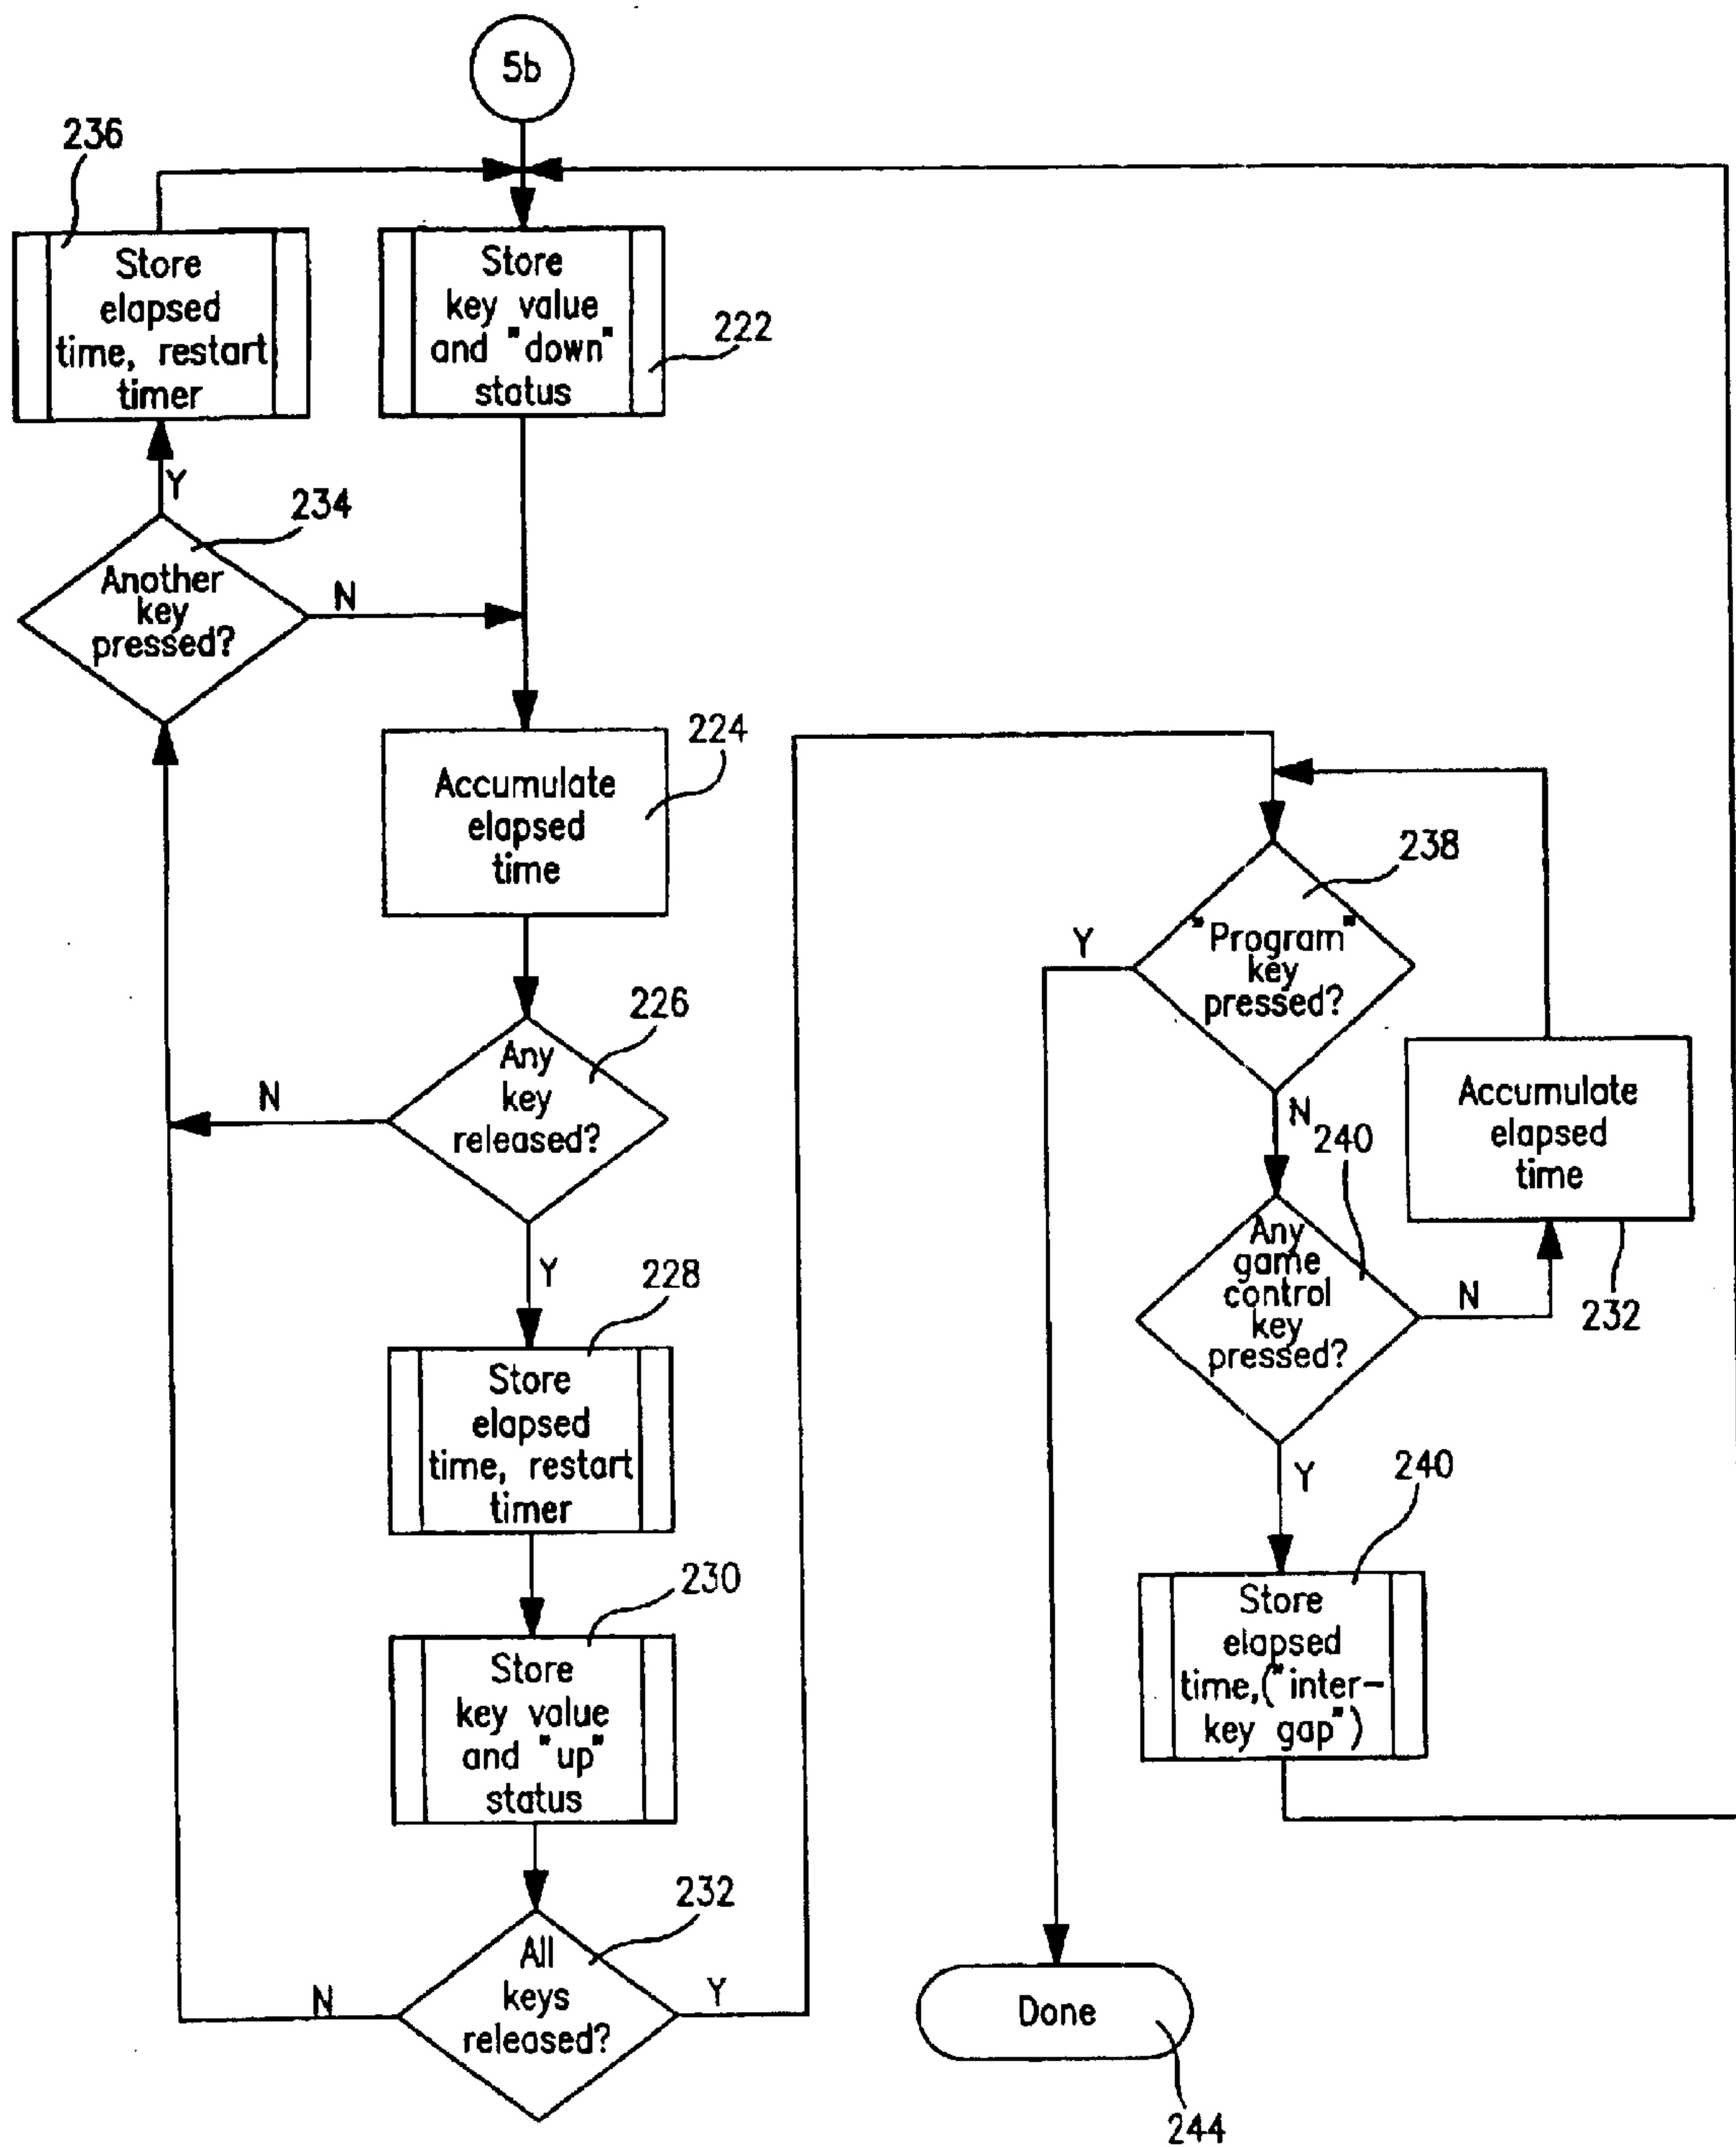 5b
236
Store
elapsed
time, restart
timer
Store
key value
and "down"
status
222
Y
234
Another
key
pressed?
N
224
Accumulate
elapsed
time
238
"Program"
key
pressed?
Y
N
226
Any
key
released?
N
Y
Accumulate
elapsed
time
232
240
Any
game
control
key
pressed?
N
Y
228
Store
elapsed
time, restart
timer
240
Store
elapsed
time,("inter-
key gap")
230
Store
key value
and "up"
status
232
All
keys
released?
N
Y
Done
244